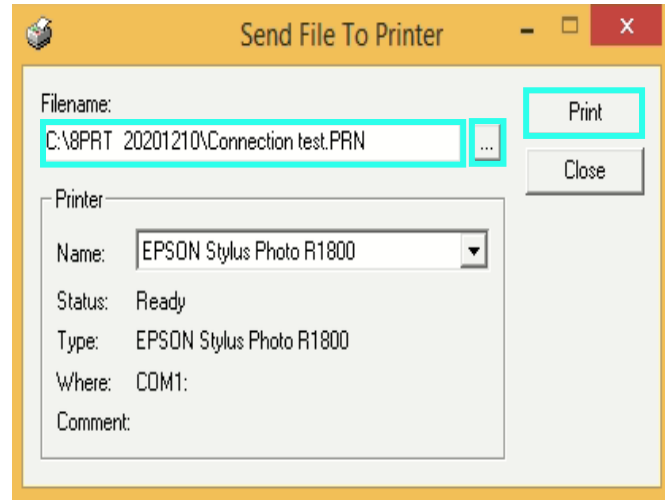 Send File To Printer
Filename:
C:\8PRT 20201210\Connection test.PRN
...
Print
Close
Printer
Name: EPSON Stylus Photo R1800
Status: Ready
Type: EPSON Stylus Photo R1800
Where: COM1:
Comment: